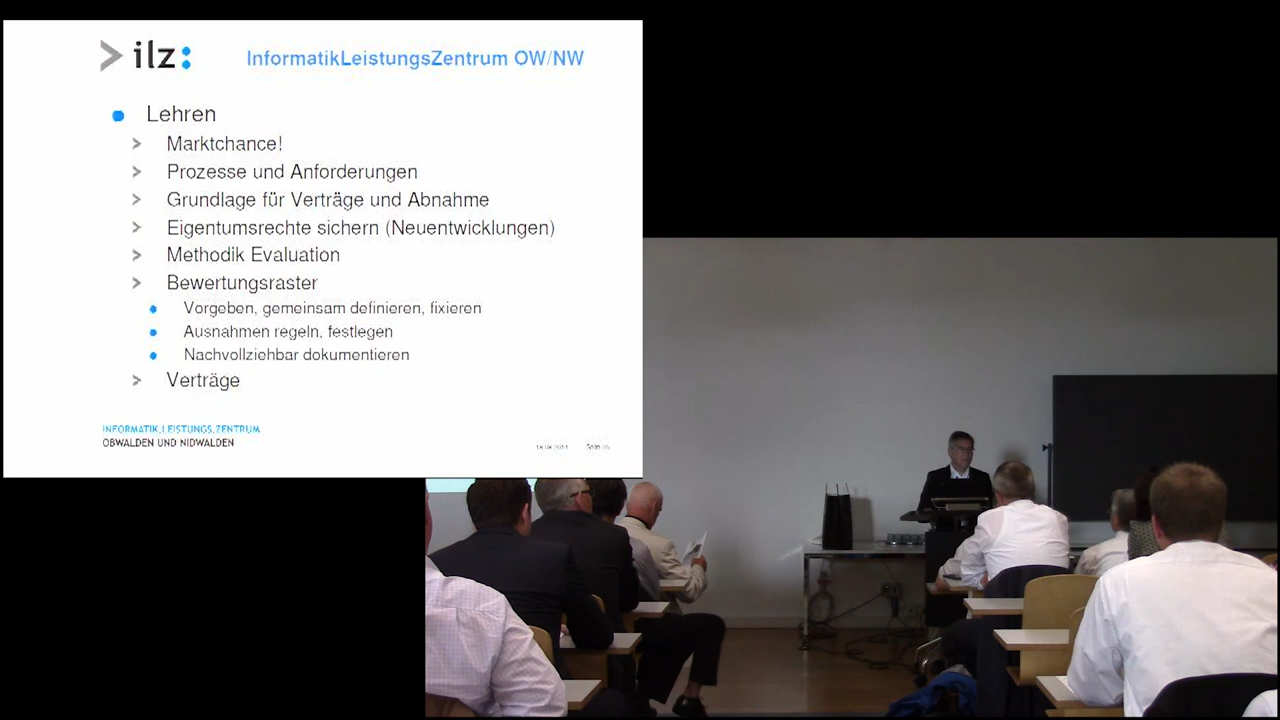 ilz:
InformatikLeistungsZentrum OW/NW
Lehren
Marktchance!
Prozesse und Anforderungen
Grundlage für Verträge und Abnahme
Eigentumsrechte sichern (Neuentwicklungen)
Methodik Evaluation
Bewertungsraster
Vorgeben, gemeinsam definieren, fixieren
Ausnahmen regeln, festlegen
Nachvollziehbar dokumentieren
Verträge
INFORMATIK.LEISTUNGS.ZENTRUM
OBWALDEN UND NIDWALDEN
Seite